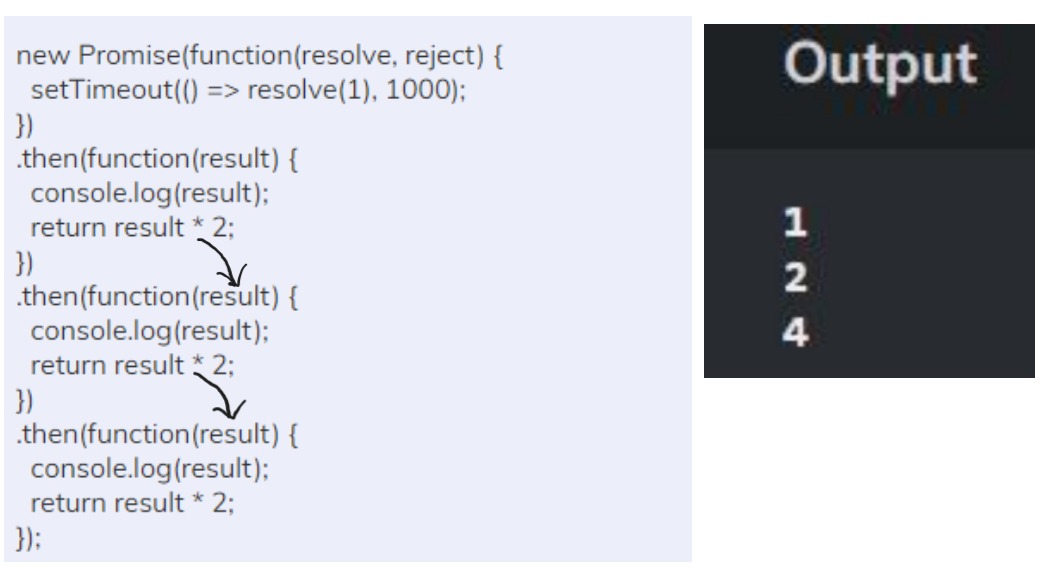 new Promise(function(resolve, reject) {
setTimeout(() => resolve(1), 1000);
})
.then(function(result) {
console.log(result);
return result * 2;
})
.then(function(result) {
console.log(result);
return result * 2;
})
.then(function(result) {
console.log(result);
return result * 2;
});
Output
1
2
4